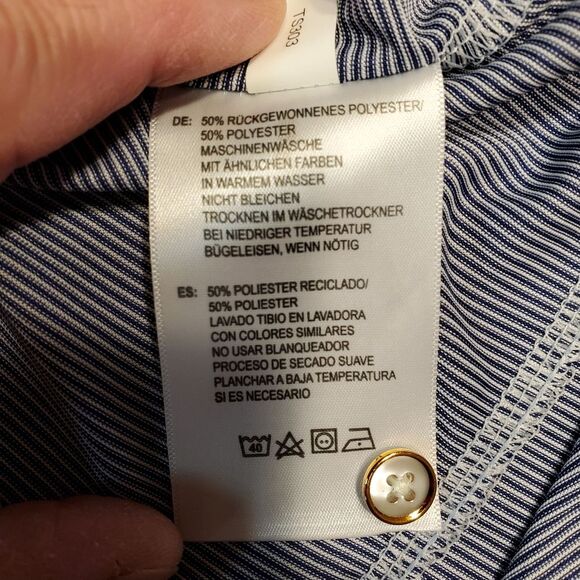 TS303
DE: 50% RÜCKGEWONNENES POLYESTER/
50% POLYESTER
MASCHINENWÄSCHE
MIT ÄHNLICHEN FARBEN
IN WARMEM WASSER
NICHT BLEICHEN
TROCKNEN IM WÄSCHETROCKNER
BEI NIEDRIGER TEMPERATUR
BÜGELEISEN, WENN NÖTIG
ES: 50% POLIESTER RECICLADO/
50% POLIESTER
LAVADO TIBIO EN LAVADORA
CON COLORES SIMILARES
NO USAR BLANQUEADOR
PROCESO DE SECADO SUAVE
PLANCHAR A BAJA TEMPERATURA
SI ES NECESARIO
40